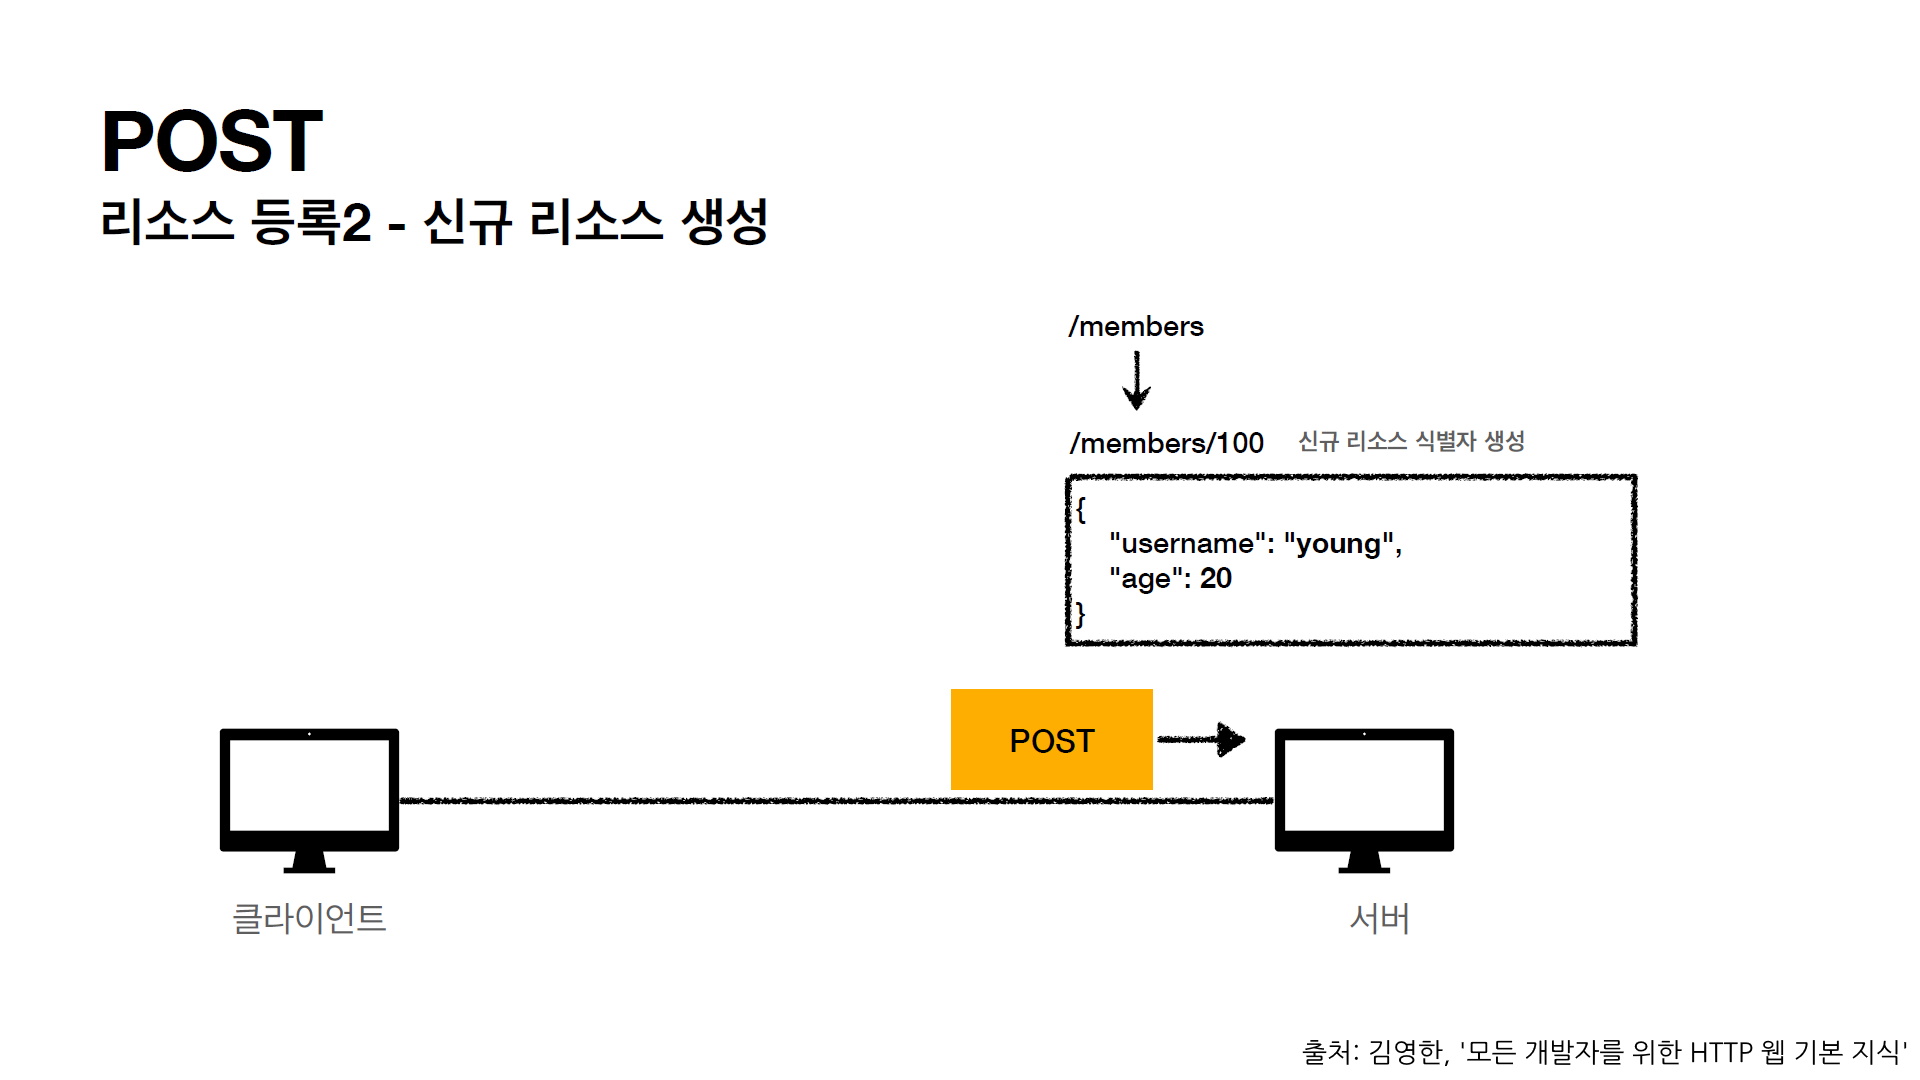 POST
리소스 등록2 - 신규 리소스 생성
/members
/members/100 신규 리소스 식별자 생성
{
"username": "young",
"age": 20
}
POST
클라이언트
서버
출처: 김영한, '모든 개발자를 위한 HTTP 웹 기본 지식'